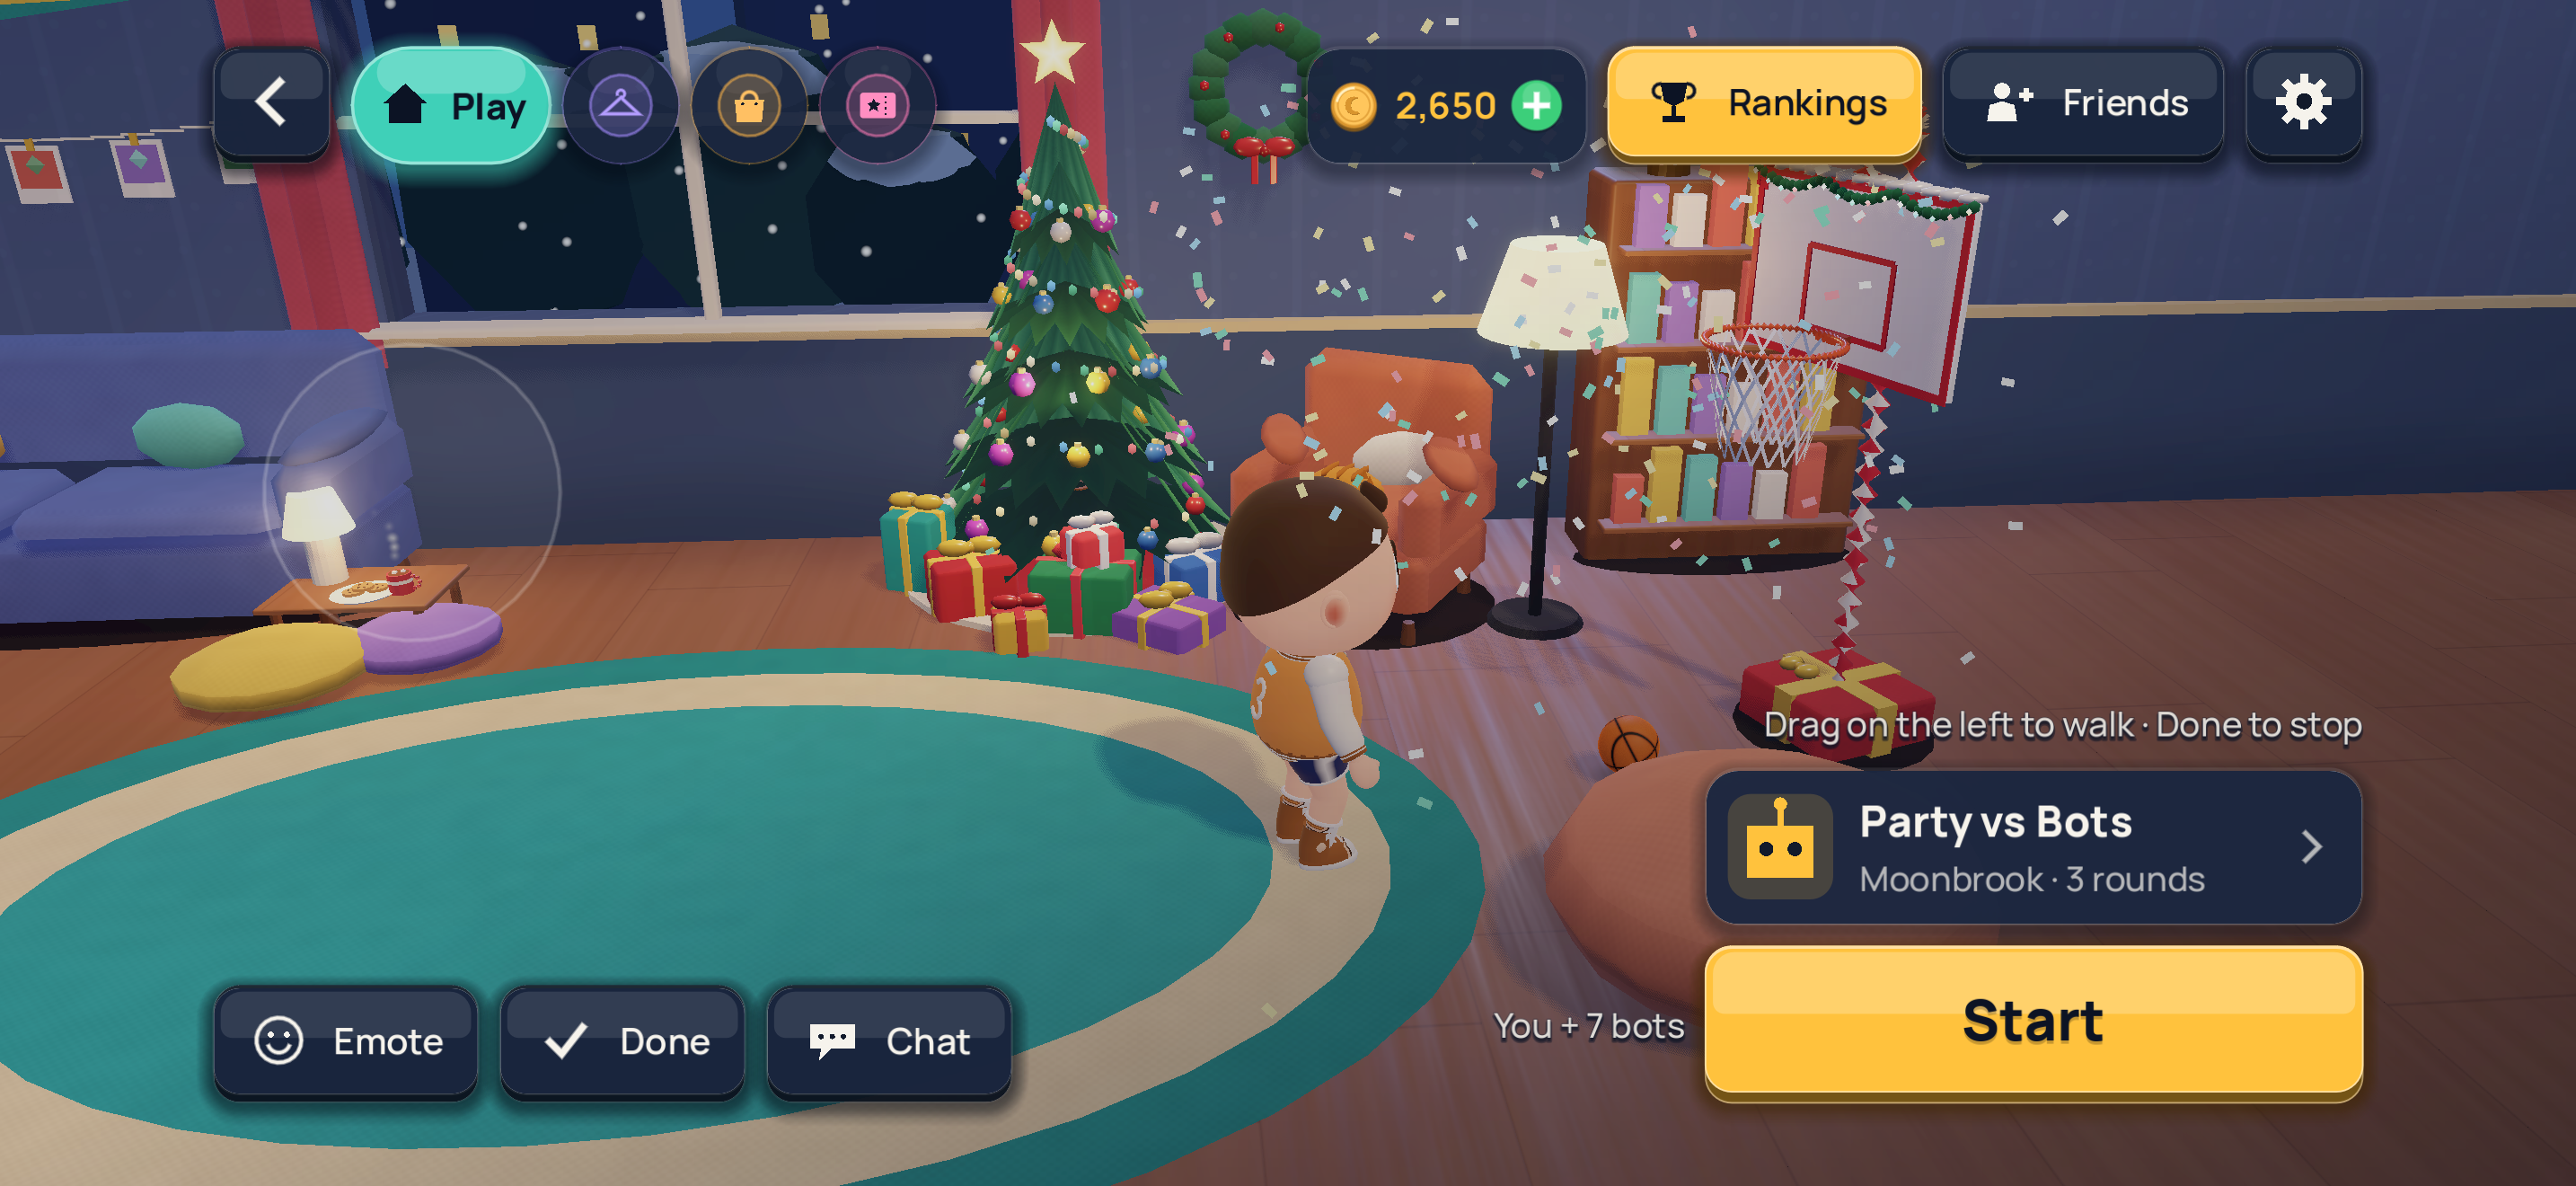 Play
2,650
Rankings
Friends
3
Drag on the left to walk · Done to stop
Party vs Bots
Moonbrook · 3 rounds
Emote
Done
Chat
You + 7 bots
Start